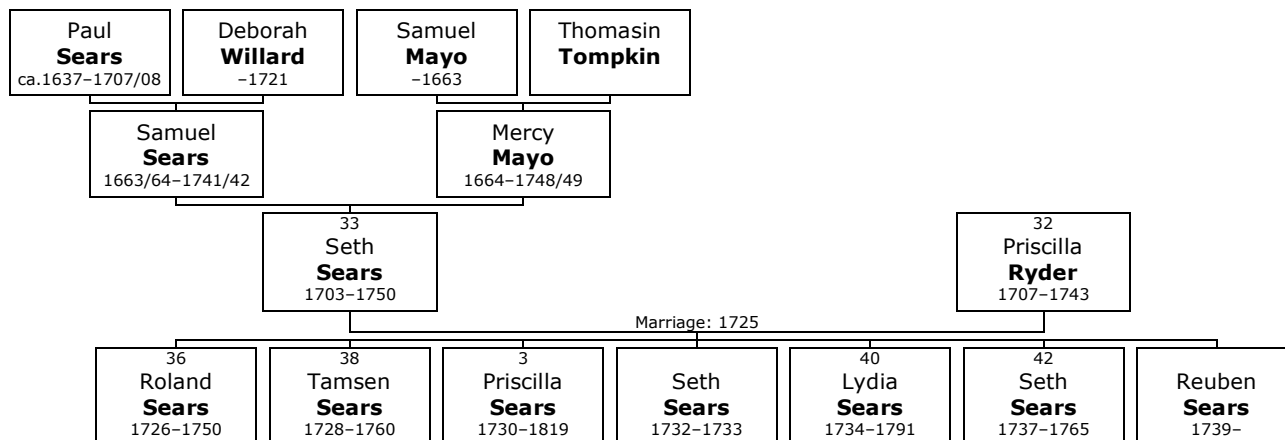 Paul
Sears
ca.1637–1707/08
Deborah
Willard
–1721
Samuel
Mayo
–1663
Thomasin
Tompkin
Samuel
Sears
1663/64–1741/42
Mercy
Mayo
1664–1748/49
33
Seth
Sears
1703–1750
32
Priscilla
Ryder
1707–1743
Marriage: 1725
36
Roland
Sears
1726–1750
38
Tamsen
Sears
1728–1760
3
Priscilla
Sears
1730–1819
Seth
Sears
1732–1733
40
Lydia
Sears
1734–1791
42
Seth
Sears
1737–1765
Reuben
Sears
1739–